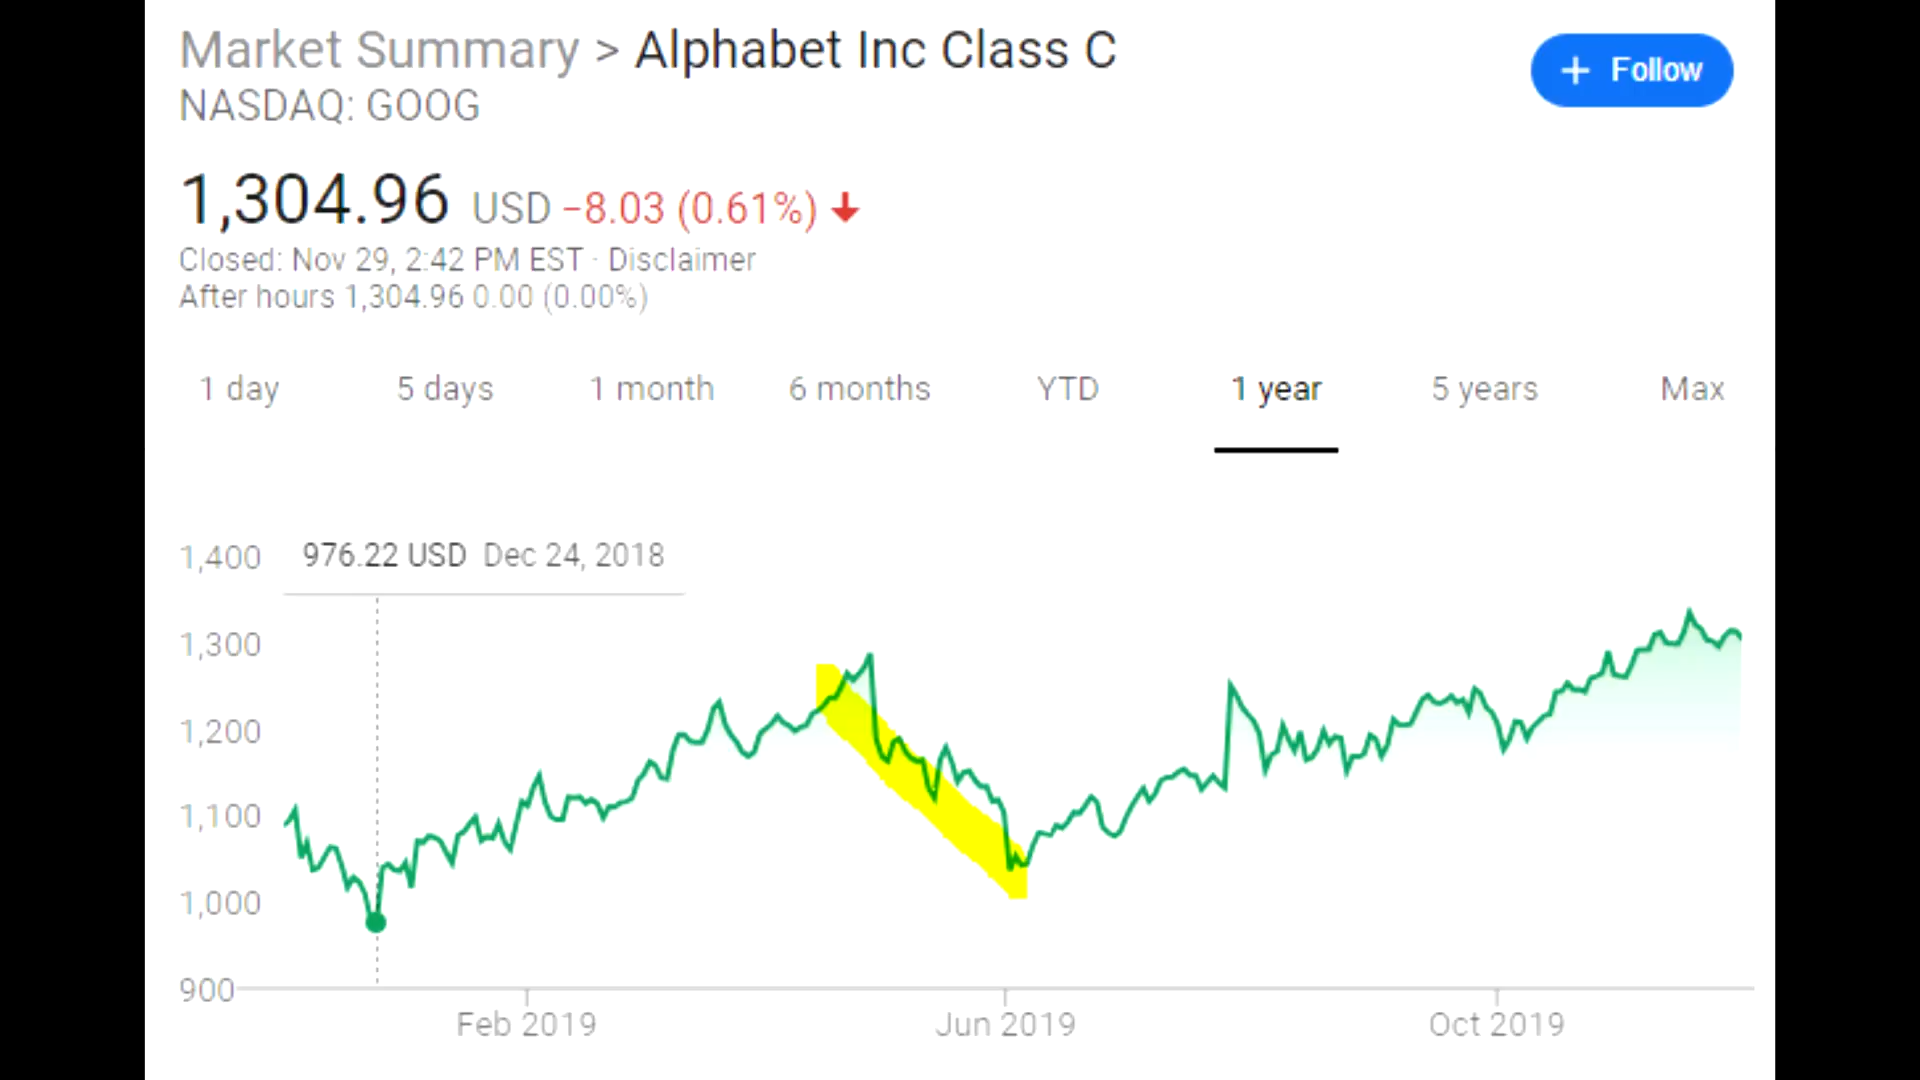 Market Summary > Alphabet Inc Class C
+ Follow
NASDAQ: GOOG
1,304.96 USD −8.03 (0.61%)
Closed: Nov 29, 2:42 PM EST · Disclaimer
After hours 1,304.96 0.00 (0.00%)
1 day 5 days 1 month 6 months YTD 1 year 5 years Max
1,400
976.22 USD Dec 24, 2018
1,300
1,200
1,100
1,000
900
Feb 2019 Jun 2019 Oct 2019